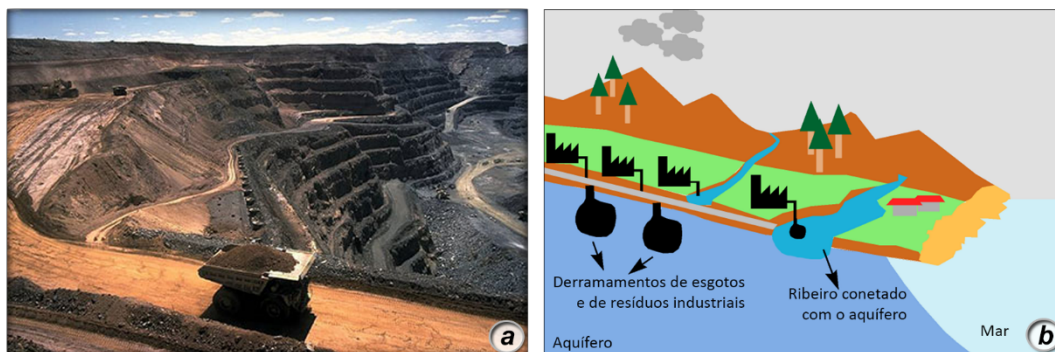 a
Derramamentos de esgotos
e de resíduos industriais
Ribeiro conetado
com o aquífero
Aquífero
Mar
b